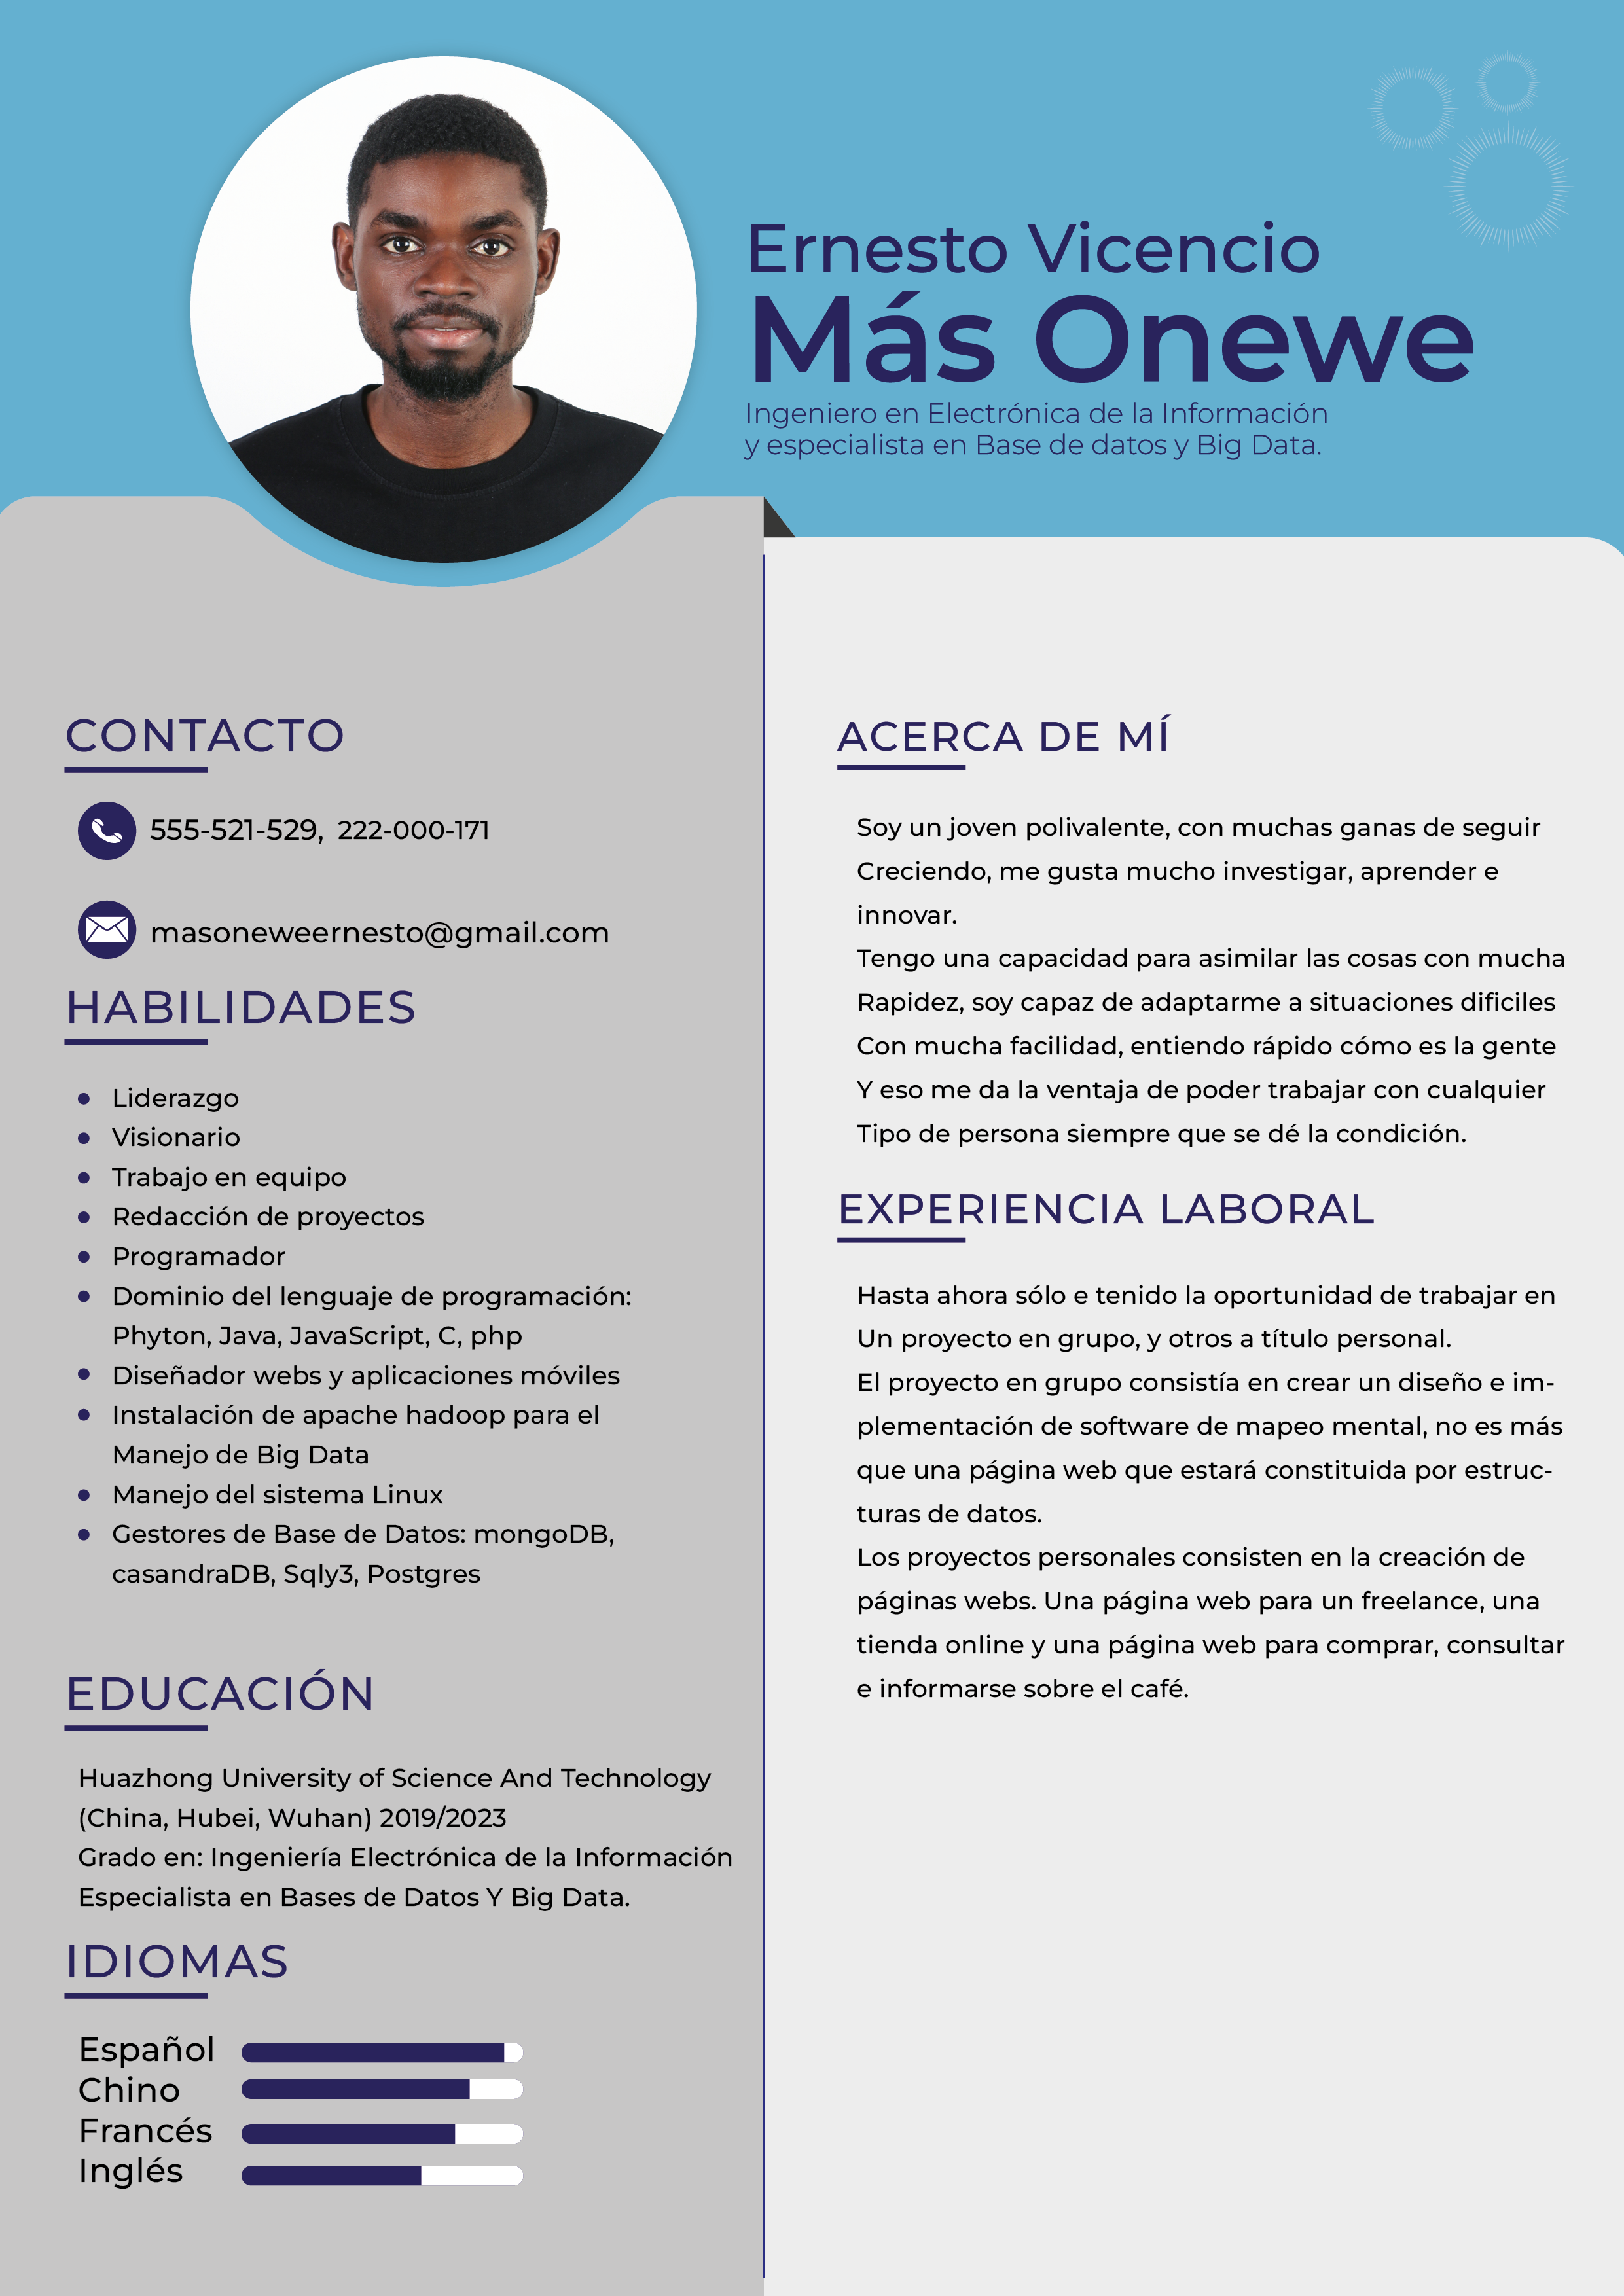 Ernesto Vicencio
Más Onewe
Ingeniero en Electrónica de la Información
y especialista en Base de datos y Big Data.
CONTACTO
555-521-529, 222-000-171
masoneweernesto@gmail.com
HABILIDADES
Liderazgo
Visionario
Trabajo en equipo
Redacción de proyectos
Programador
Dominio del lenguaje de programación:
Phyton, Java, JavaScript, C, php
Diseñador webs y aplicaciones móviles
Instalación de apache hadoop para el
Manejo de Big Data
Manejo del sistema Linux
Gestores de Base de Datos: mongoDB,
casandraDB, Sqly3, Postgres
EDUCACIÓN
Huazhong University of Science And Technology
(China, Hubei, Wuhan) 2019/2023
Grado en: Ingeniería Electrónica de la Información
Especialista en Bases de Datos Y Big Data.
IDIOMAS
Español
Chino
Francés
Inglés
ACERCA DE MÍ
Soy un joven polivalente, con muchas ganas de seguir
Creciendo, me gusta mucho investigar, aprender e
innovar.
Tengo una capacidad para asimilar las cosas con mucha
Rapidez, soy capaz de adaptarme a situaciones dificiles
Con mucha facilidad, entiendo rápido cómo es la gente
Y eso me da la ventaja de poder trabajar con cualquier
Tipo de persona siempre que se dé la condición.
EXPERIENCIA LABORAL
Hasta ahora sólo e tenido la oportunidad de trabajar en
Un proyecto en grupo, y otros a título personal.
El proyecto en grupo consistía en crear un diseño e im-
plementación de software de mapeo mental, no es más
que una página web que estará constituida por estruc-
turas de datos.
Los proyectos personales consisten en la creación de
páginas webs. Una página web para un freelance, una
tienda online y una página web para comprar, consultar
e informarse sobre el café.